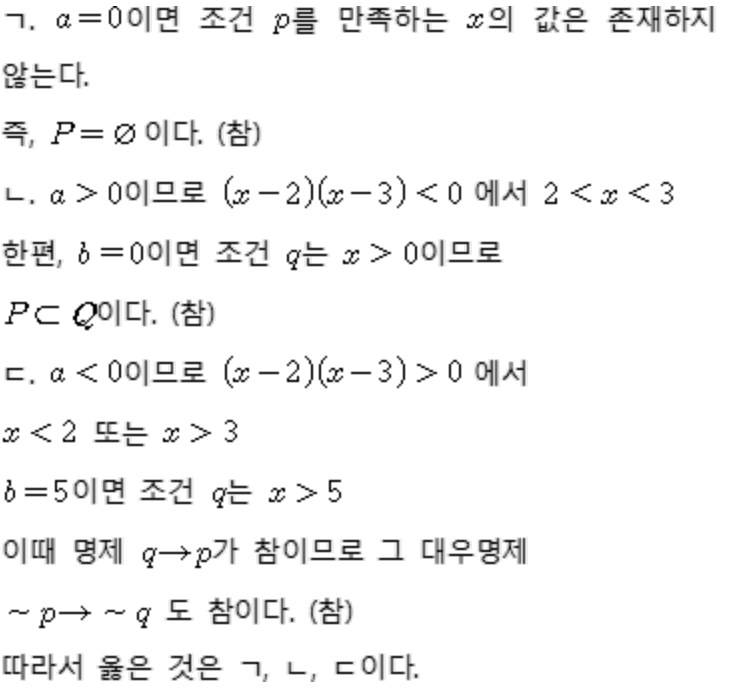 ㄱ. a=0이면 조건 p를 만족하는 x의 값은 존재하지
않는다.
즉, P=∅ 이다. (참)
ㄴ. a>0이므로 (x-2)(x-3)<0 에서 2<x<3
한편, b=0이면 조건 q는 x>0이므로
P⊂Q이다. (참)
ㄷ. a<0이므로 (x-2)(x-3)>0 에서
x<2 또는 x>3
b=5이면 조건 q는 x>5
이때 명제 q→p가 참이므로 그 대우명제
~p→~q 도 참이다. (참)
따라서 옳은 것은 ㄱ, ㄴ, ㄷ이다.